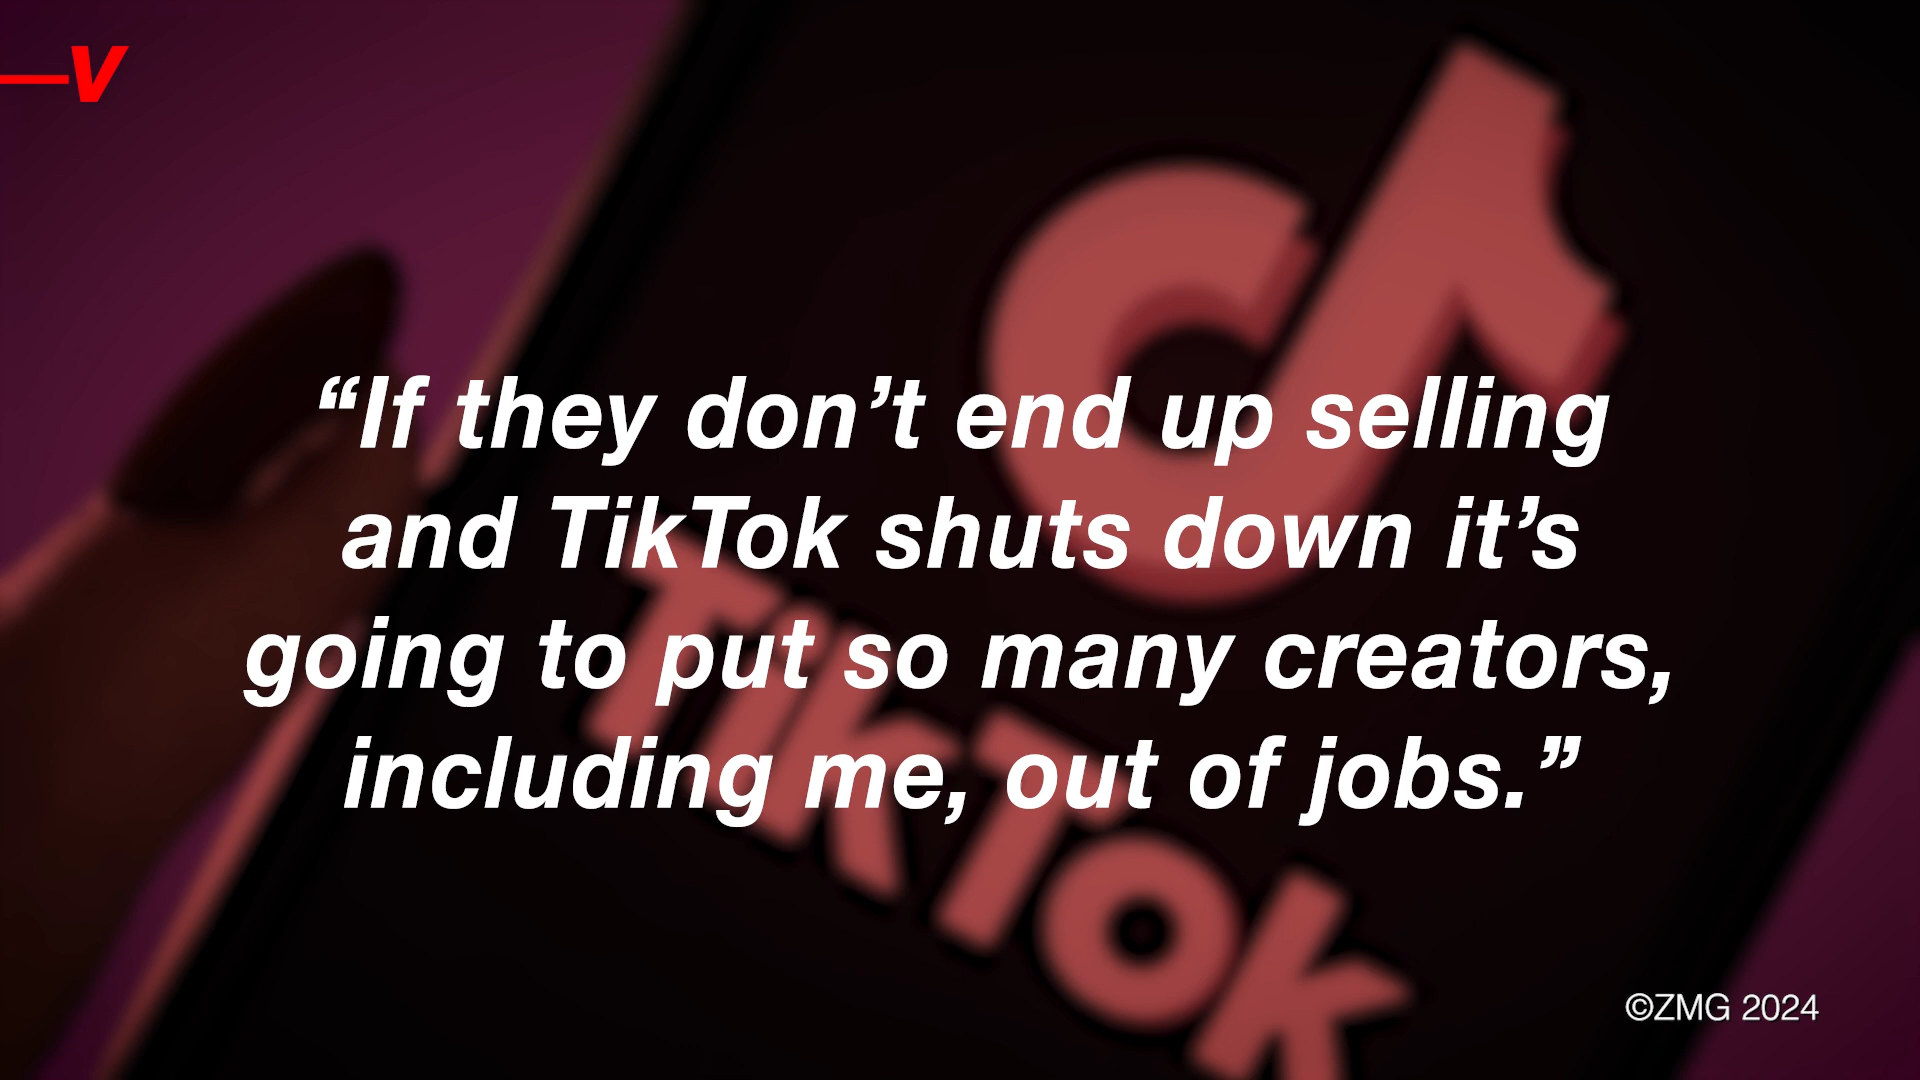 V
“If they don’t end up selling
and TikTok shuts down it’s
going to put so many creators,
including me, out of jobs.”
TikTok
©ZMG 2024